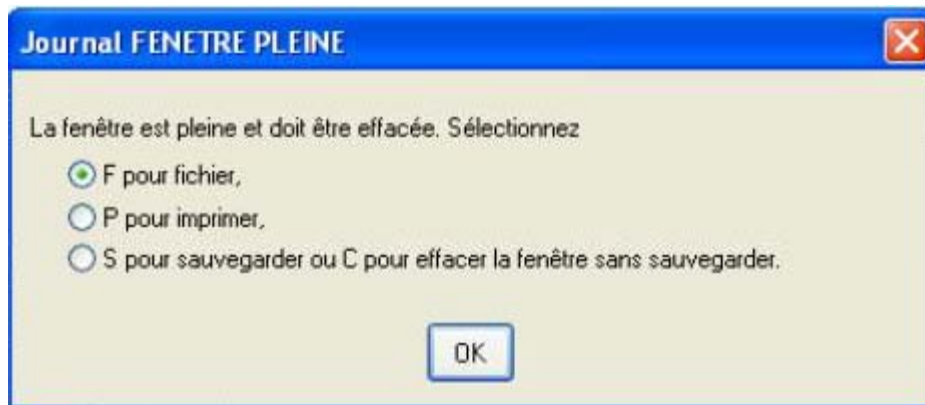 Journal FENETRE PLEINE
La fenêtre est pleine et doit être effacée. Sélectionnez
F pour fichier,
P pour imprimer,
S pour sauvegarder ou C pour effacer la fenêtre sans sauvegarder.
OK